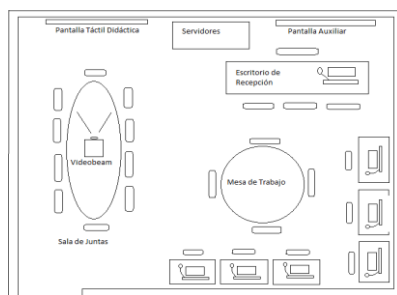 Pantalla Táctil Didáctica
Servidores
Pantalla Auxiliar
Escritorio de
Recepción
Videobeam
Mesa de Trabajo
Sala de Juntas